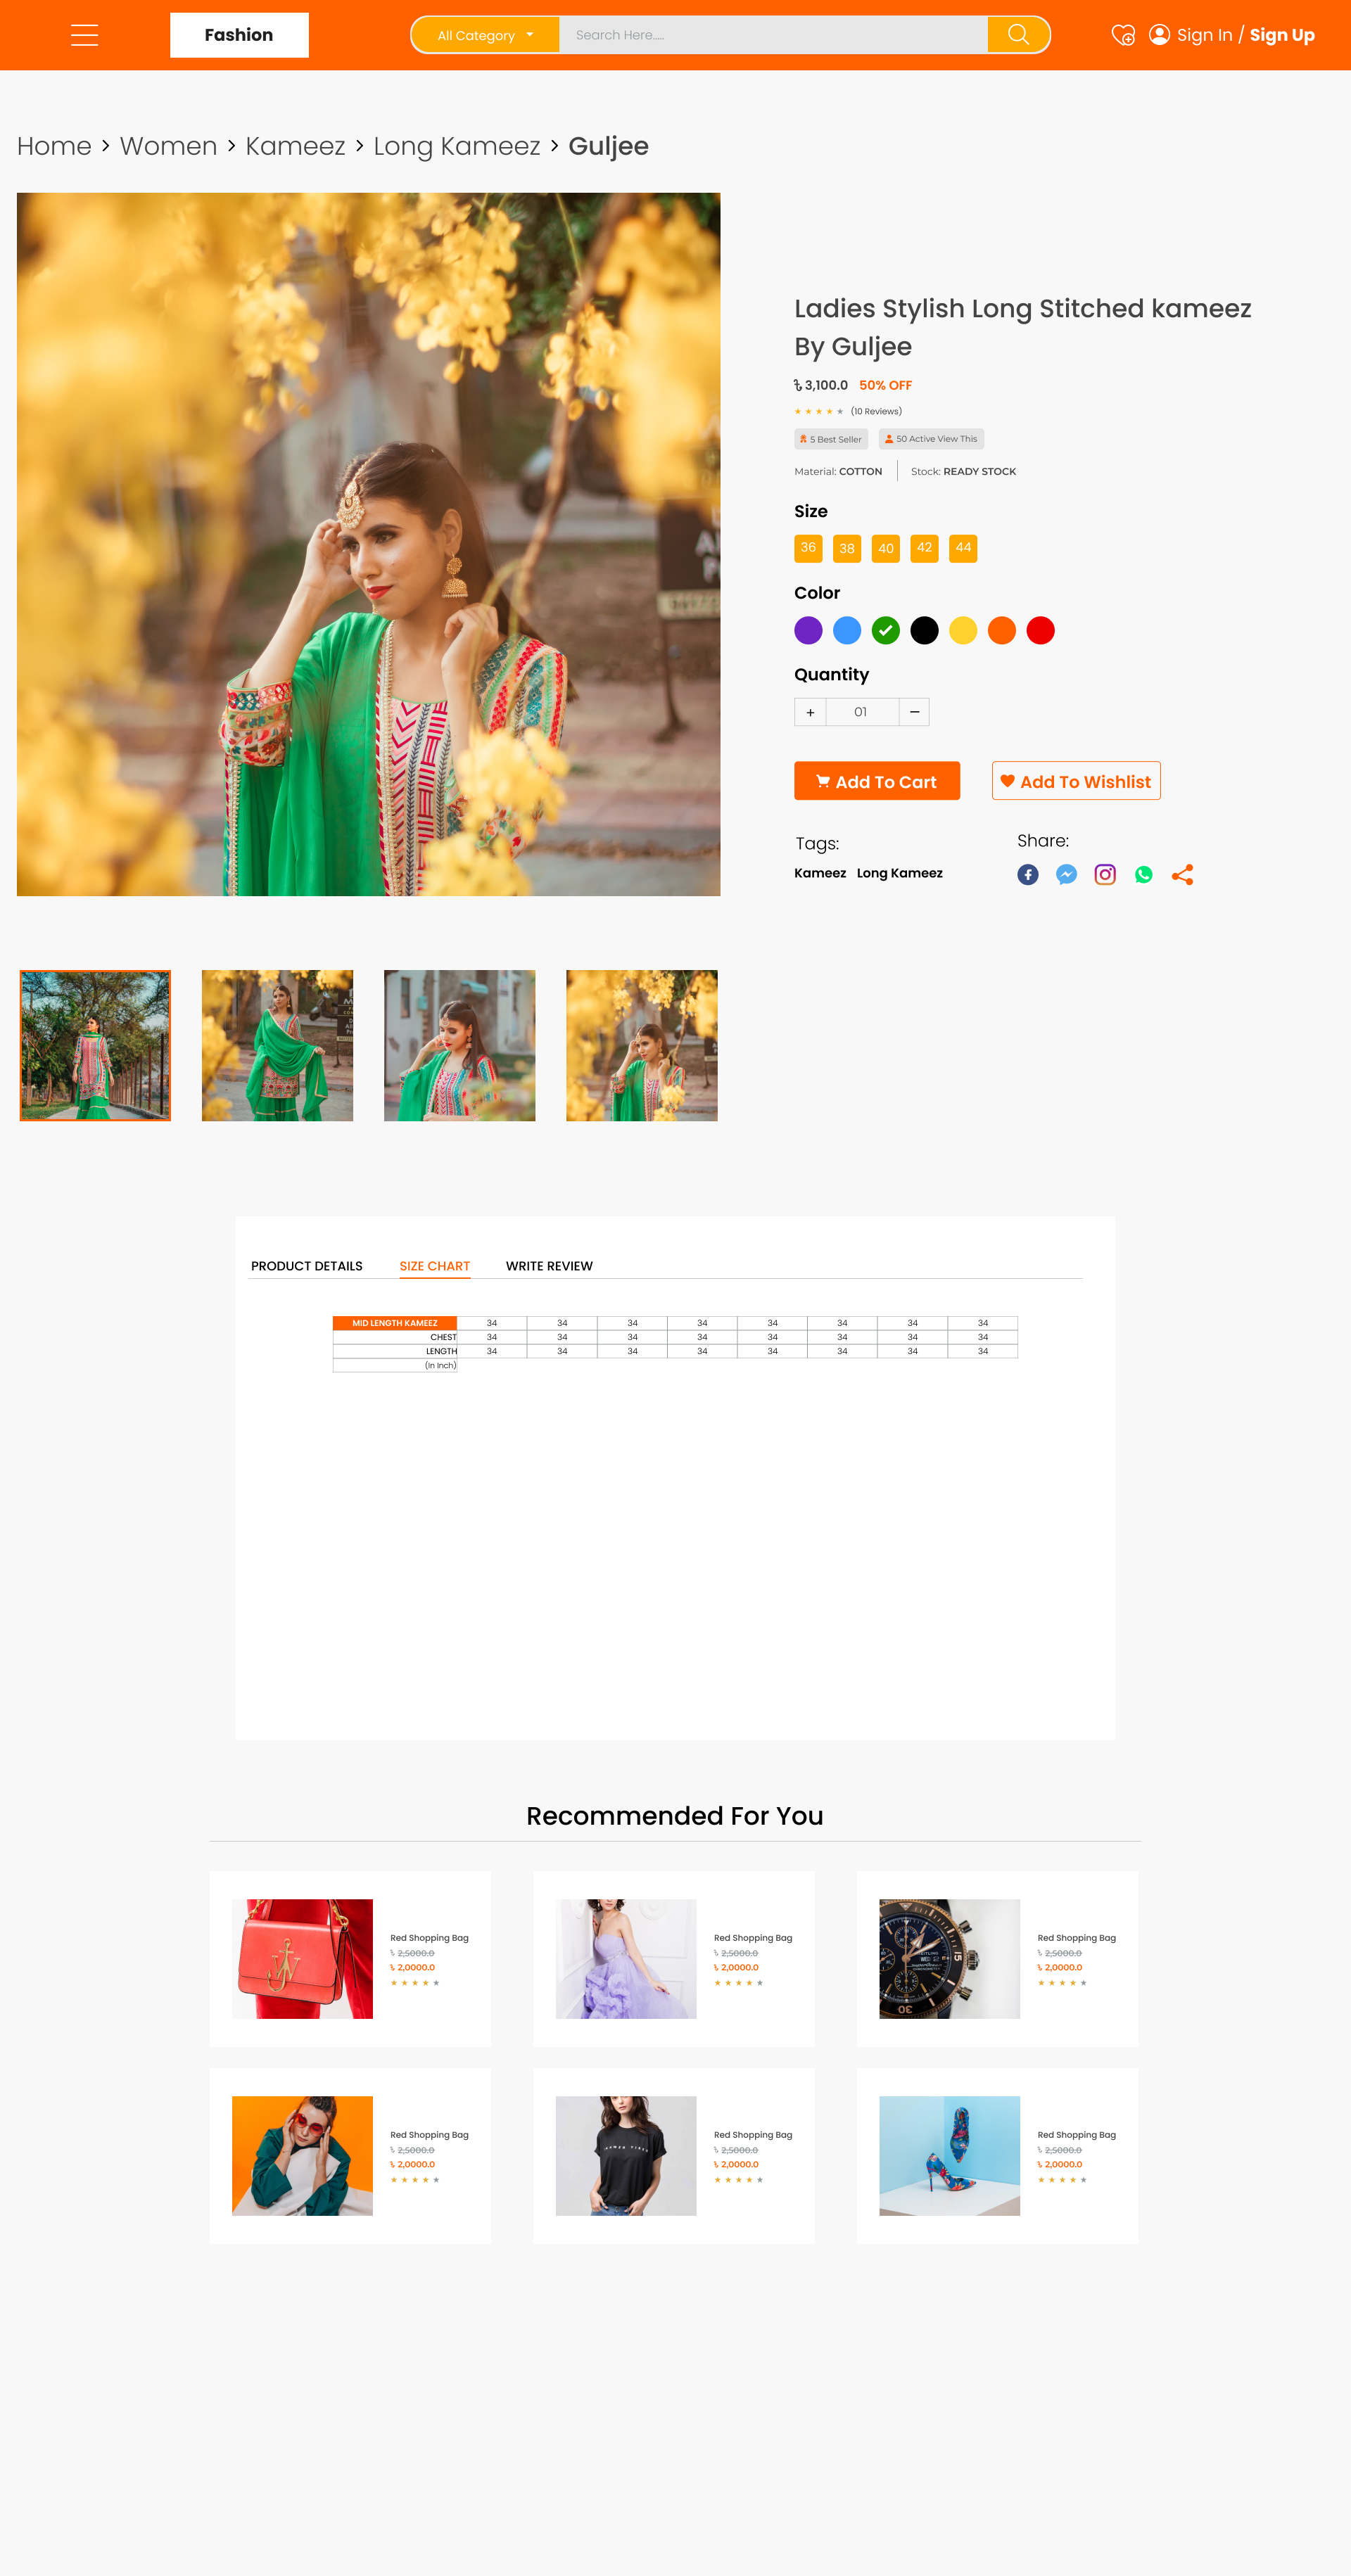 Fashion
All Category
Search Here.....
Sign In / Sign Up
Home > Women > Kameez > Long Kameez > Guljee
Ladies Stylish Long Stitched kameez
By Guljee
৳ 3,100.0 50% OFF
★ ★ ★ ★ ★ (10 Reviews)
5 Best Seller
50 Active View This
Material: COTTON
Stock: READY STOCK
Size
36 38 40 42 44
Color
Quantity
+ 01 −
Add To Cart
Add To Wishlist
Tags:
Kameez Long Kameez
Share:
PRODUCT DETAILS SIZE CHART WRITE REVIEW
MID LENGTH KAMEEZ 34 34 34 34 34 34 34 34
CHEST 34 34 34 34 34 34 34 34
LENGTH 34 34 34 34 34 34 34 34
(In Inch)
Recommended For You
Red Shopping Bag
৳ 2,5000.0
৳ 2,0000.0
Red Shopping Bag
৳ 2,5000.0
৳ 2,0000.0
Red Shopping Bag
৳ 2,5000.0
৳ 2,0000.0
Red Shopping Bag
৳ 2,5000.0
৳ 2,0000.0
Red Shopping Bag
৳ 2,5000.0
৳ 2,0000.0
Red Shopping Bag
৳ 2,5000.0
৳ 2,0000.0